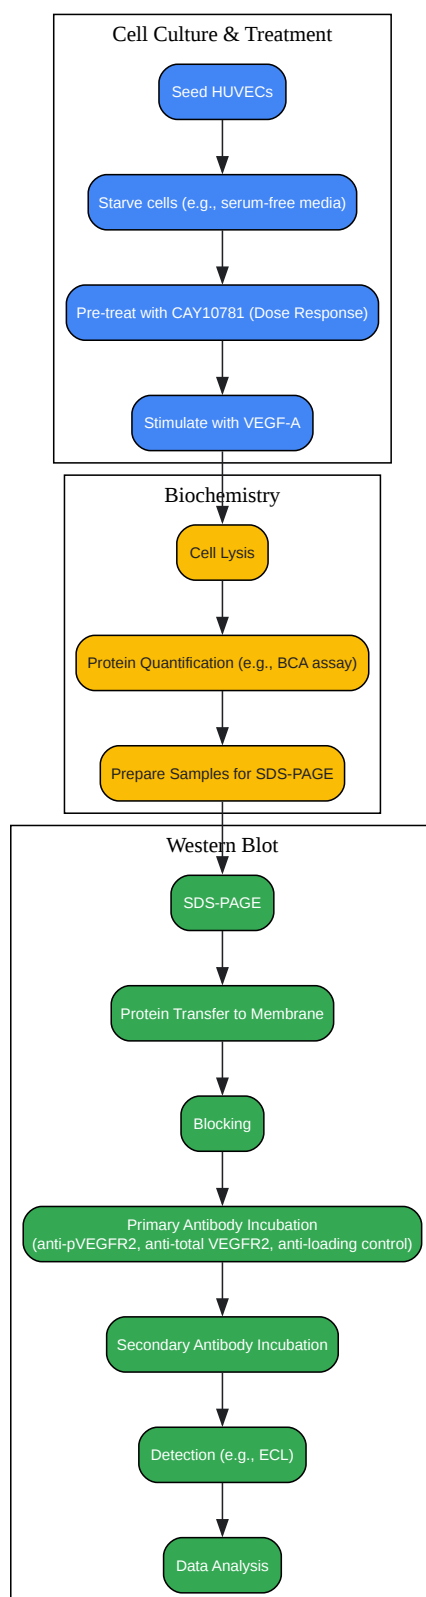 Cell Culture & Treatment
Seed HUVECs
Starve cells (e.g., serum-free media)
Pre-treat with CAY10781 (Dose Response)
Stimulate with VEGF-A
Biochemistry
Cell Lysis
Protein Quantification (e.g., BCA assay)
Prepare Samples for SDS-PAGE
Western Blot
SDS-PAGE
Protein Transfer to Membrane
Blocking
Primary Antibody Incubation
(anti-pVEGFR2, anti-total VEGFR2, anti-loading control)
Secondary Antibody Incubation
Detection (e.g., ECL)
Data Analysis